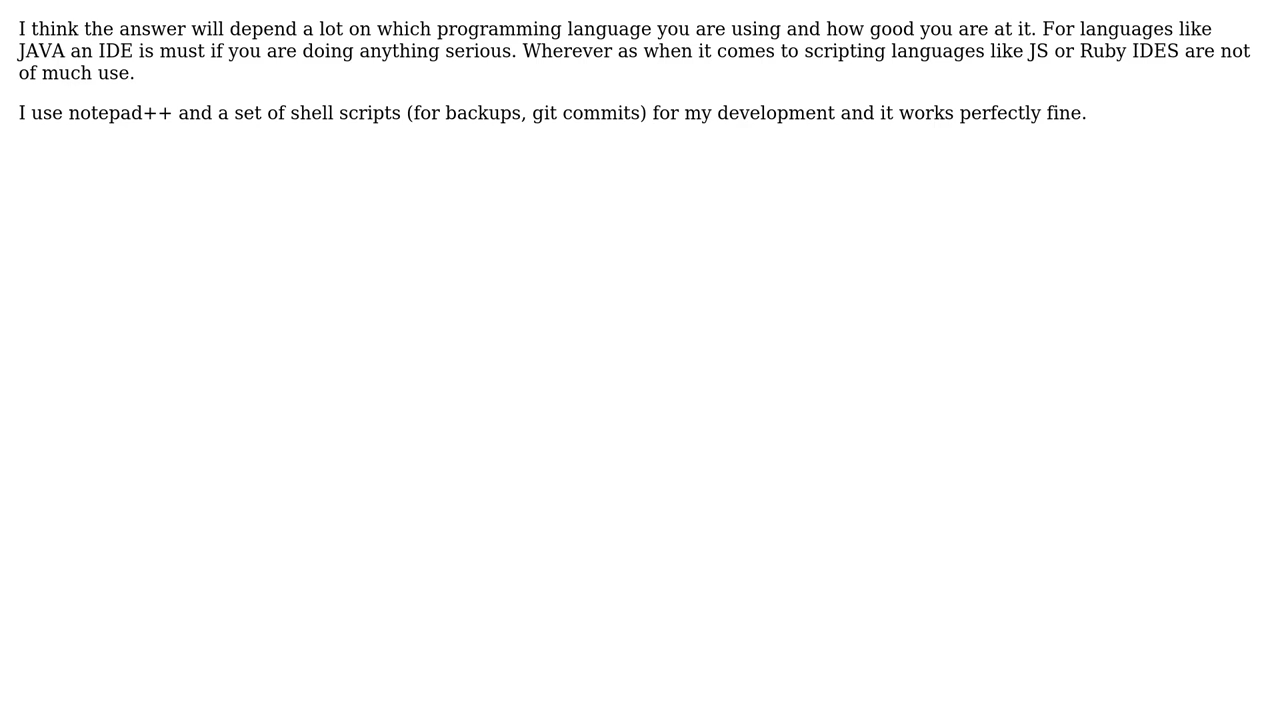 I think the answer will depend a lot on which programming language you are using and how good you are at it. For languages like
JAVA an IDE is must if you are doing anything serious. Wherever as when it comes to scripting languages like JS or Ruby IDES are not
of much use.
I use notepad++ and a set of shell scripts (for backups, git commits) for my development and it works perfectly fine.